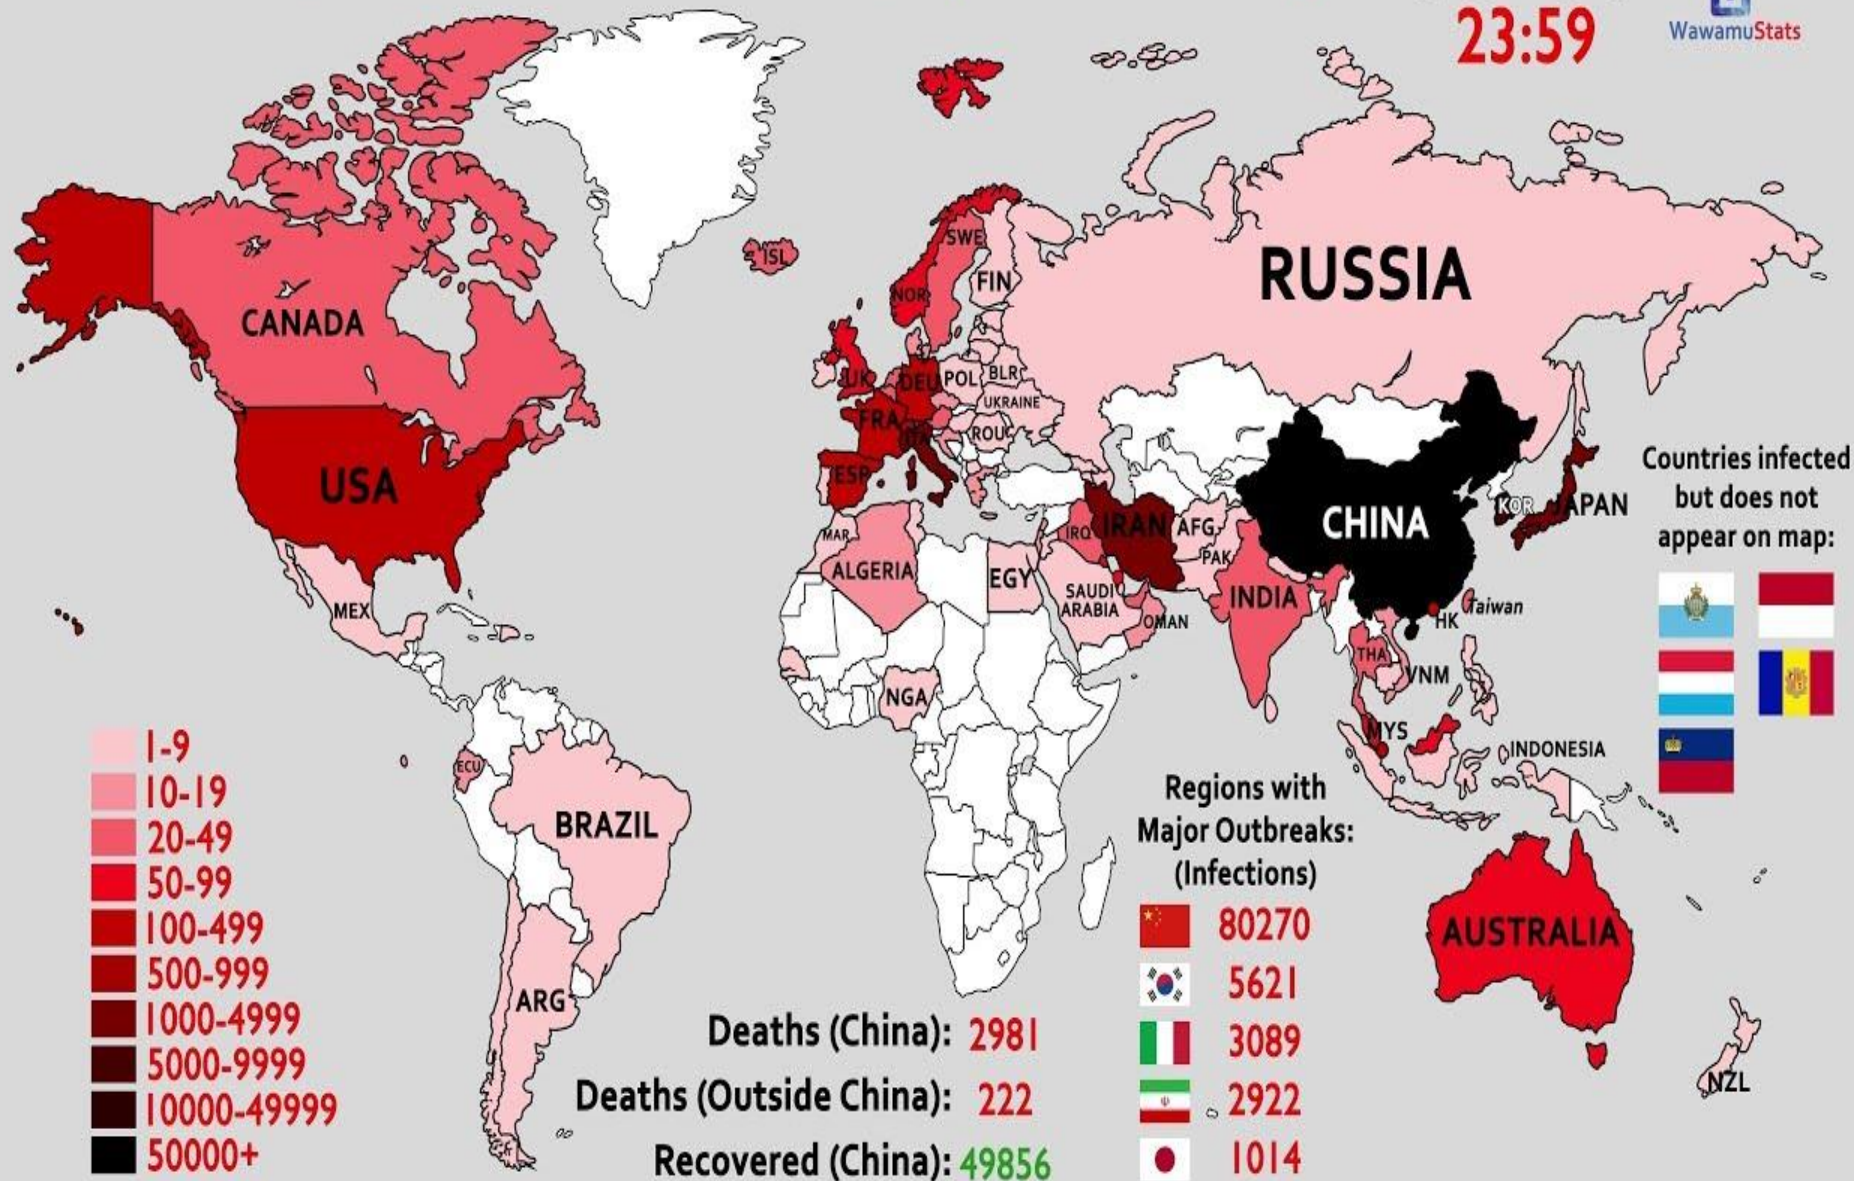 23:59
WawamuStats
ISL
SWE
FIN
NOR
RUSSIA
CANADA
UK
DEU
POL
BLR
UKRAINE
FRA
ITA
ROU
ESP
USA
Countries infected
but does not
appear on map:
KOR
JAPAN
CHINA
MAR
IRQ
IRAN
AFG
PAK
ALGERIA
EGY
SAUDI
ARABIA
INDIA
OMAN
HK
Taiwan
MEX
THA
VNM
NGA
MYS
INDONESIA
ECU
BRAZIL
1-9
10-19
20-49
50-99
100-499
500-999
1000-4999
5000-9999
10000-49999
50000+
Regions with
Major Outbreaks:
(Infections)
80270
5621
3089
2922
1014
AUSTRALIA
ARG
NZL
Deaths (China): 2981
Deaths (Outside China): 222
Recovered (China): 49856